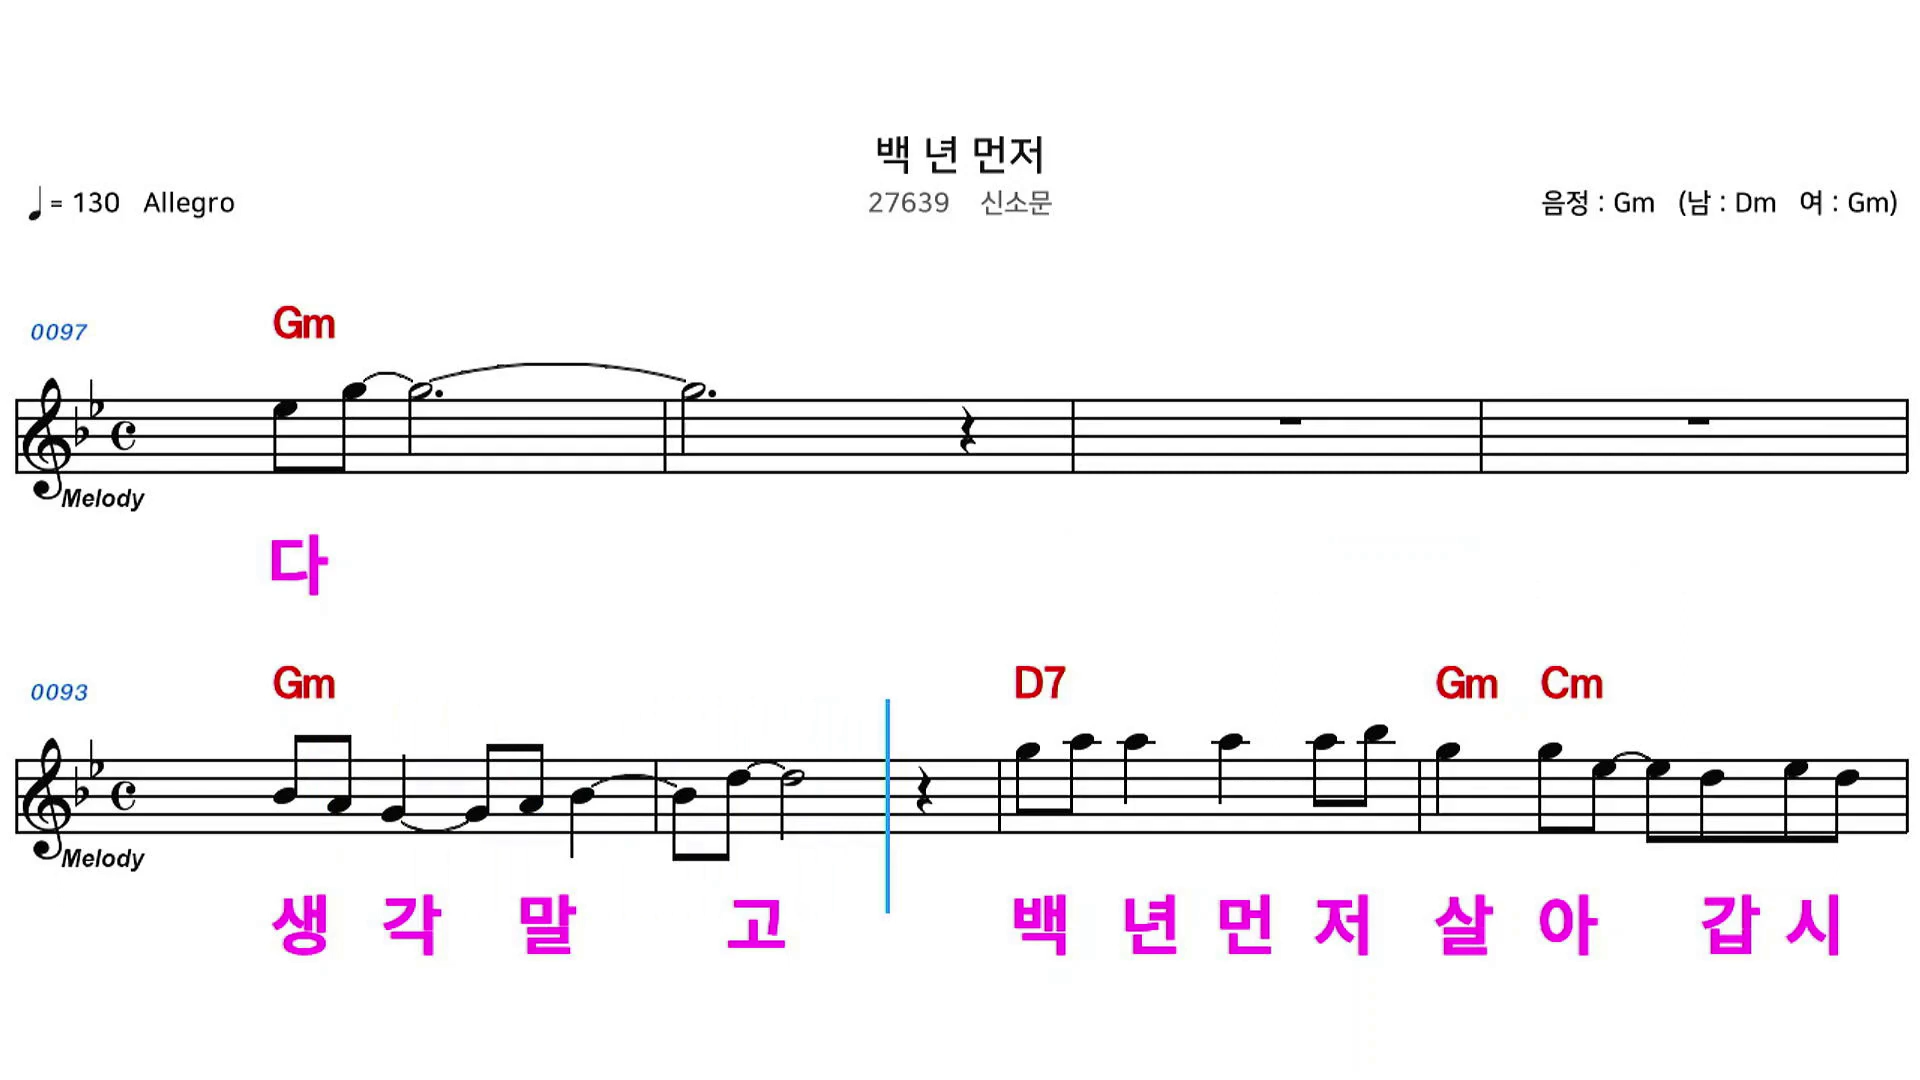 백 년 먼저
= 130 Allegro 27639 신소문 음정 : Gm (남 : Dm 여 : Gm)
0097 Gm
Melody
다
0093 Gm D7 Gm Cm
Melody
생 각 말 고 백 년 먼 저 살 아 갑 시